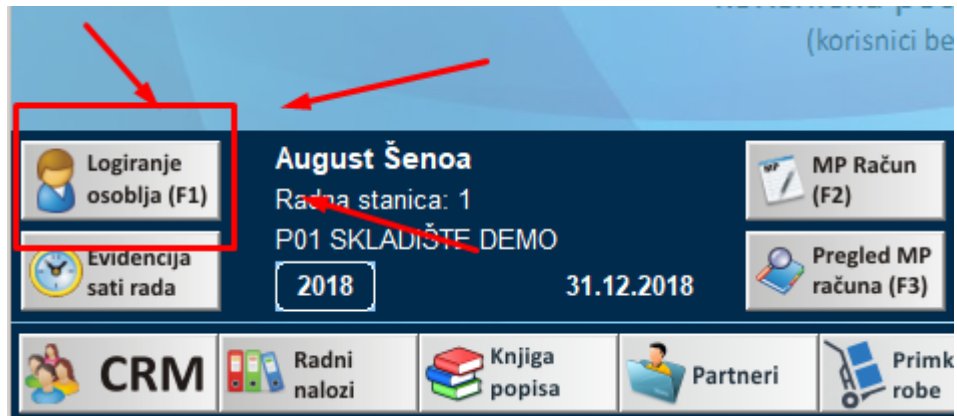 (korisnici be
Logiranje
osoblja (F1)
August Šenoa
Radna stanica: 1
P01 SKLADIŠTE DEMO
2018
31.12.2018
MP Račun
(F2)
Evidencija
sati rada
Pregled MP
računa (F3)
CRM
Radni
nalozi
Knjiga
popisa
Partneri
Primk
robe